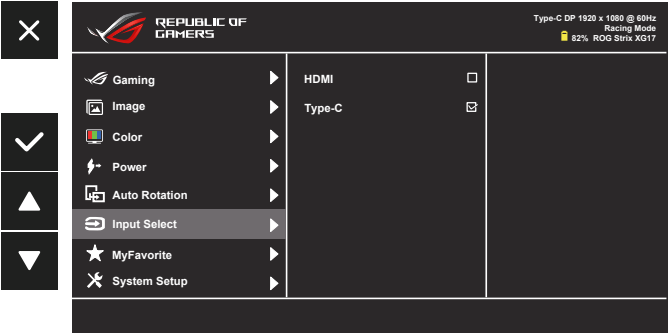 REPUBLIC OF
GAMERS
Type-C DP 1920 x 1080 @ 60Hz
Racing Mode
82% ROG Strix XG17
Gaming
Image
Color
Power
Auto Rotation
Input Select
MyFavorite
System Setup
HDMI
Type-C